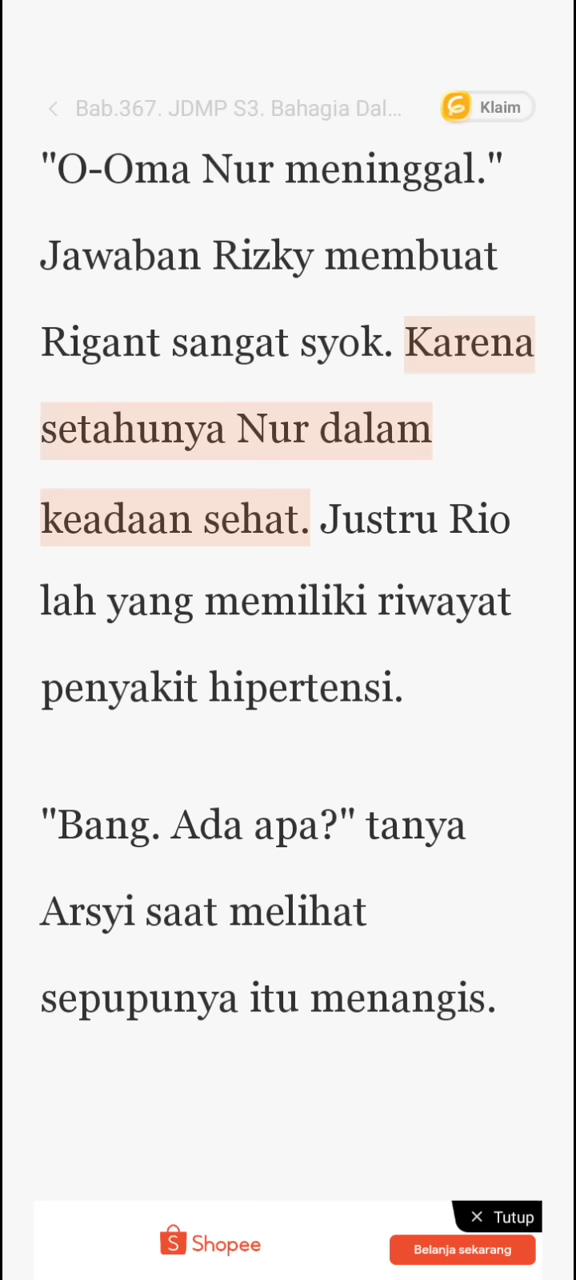 Bab.367. JDMP S3. Bahagia Dal...
Klaim
"O-Oma Nur meninggal."
Jawaban Rizky membuat
Rigant sangat syok. Karena
setahunya Nur dalam
keadaan sehat. Justru Rio
lah yang memiliki riwayat
penyakit hipertensi.
"Bang. Ada apa?" tanya
Arsyi saat melihat
sepupunya itu menangis.
Tutup
Shopee
Belanja sekarang